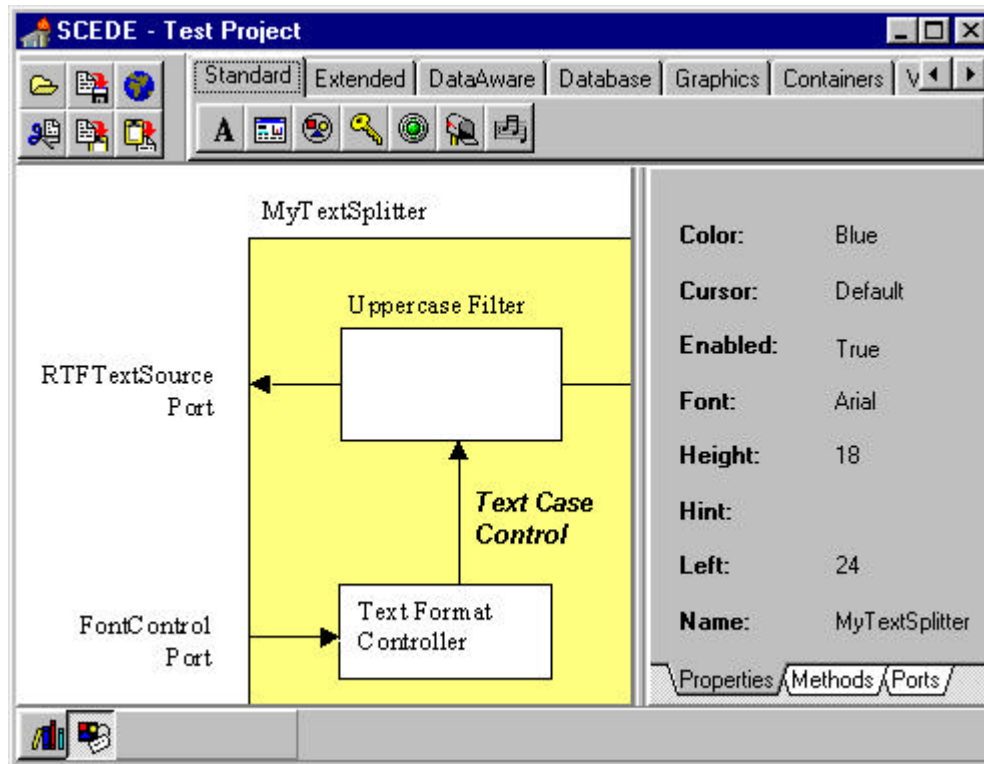 SCEDE - Test Project
Standard Extended DataAware Database Graphics Containers V
A
MyTextSplitter
Uppercase Filter
RTFTextSource
Port
Text Case
Control
Text Format
Controller
FontControl
Port
Color: Blue
Cursor: Default
Enabled: True
Font: Arial
Height: 18
Hint:
Left: 24
Name: MyTextSplitter
Properties Methods Ports